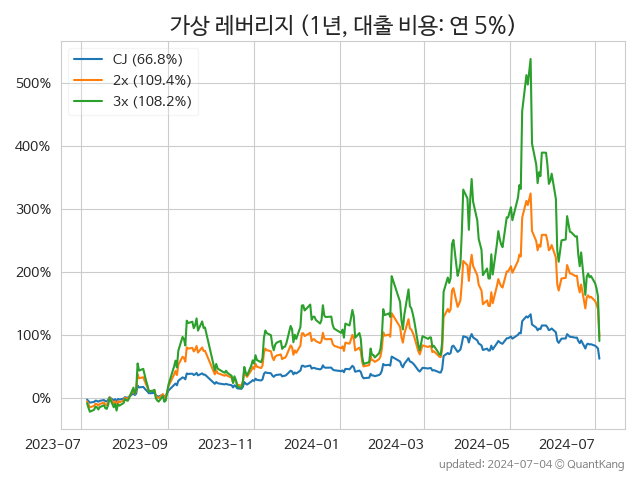 가상 레버리지 (1년, 대출 비용: 연 5%)
CJ (66.8%)
2x (109.4%)
3x (108.2%)
500%
400%
300%
200%
100%
0%
2023-07
2023-09
2023-11
2024-01
2024-03
2024-05
2024-07
updated: 2024-07-04 © QuantKang